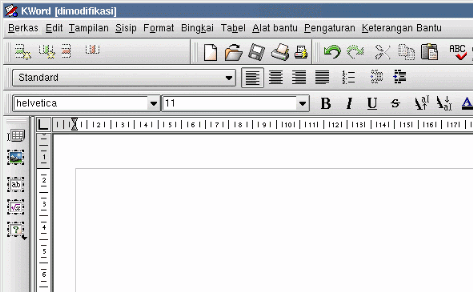 KWord [dimodifikasi]
Berkas Edit Tampilan Sisip Format Bingkai Tabel Alat bantu Pengaturan Keterangan Bantu
ABC
Standard
helvetica 11 B I U S
1 2 3 4 5 6 7 8 9 10 11 12 13 14 15 16 17
1
2
3
4
5
6